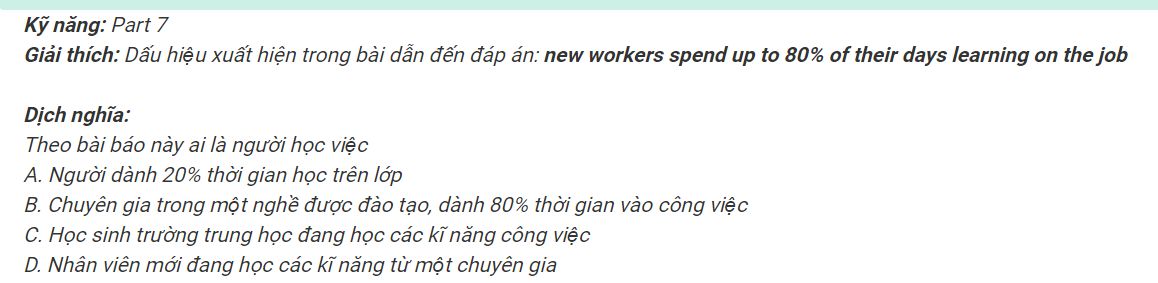 Kỹ năng: Part 7
Giải thích: Dấu hiệu xuất hiện trong bài dẫn đến đáp án: new workers spend up to 80% of their days learning on the job
Dịch nghĩa:
Theo bài báo này ai là người học việc
A. Người dành 20% thời gian học trên lớp
B. Chuyên gia trong một nghề được đào tạo, dành 80% thời gian vào công việc
C. Học sinh trường trung học đang học các kĩ năng công việc
D. Nhân viên mới đang học các kĩ năng từ một chuyên gia